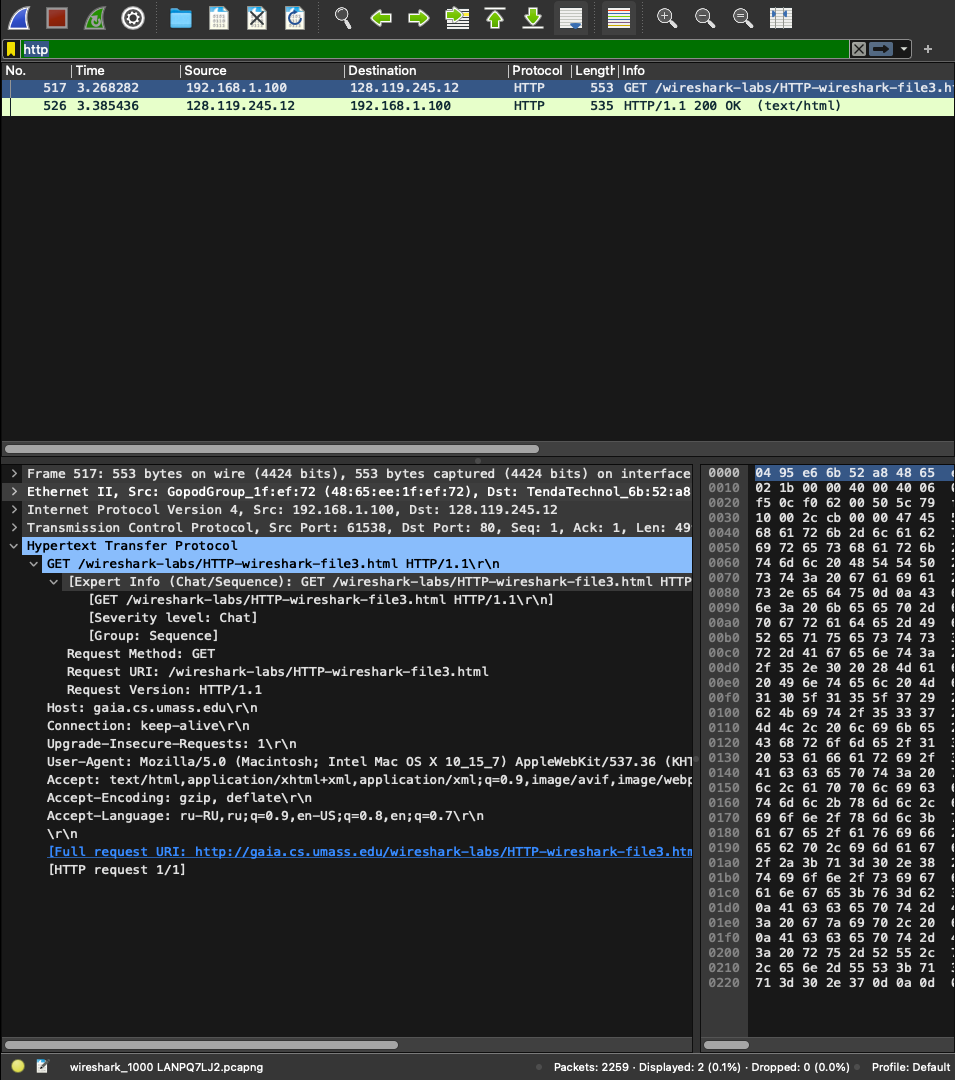 http
No. Time Source Destination Protocol Length Info
517 3.268282 192.168.1.100 128.119.245.12 HTTP 553 GET /wireshark-labs/HTTP-wireshark-file3.h
526 3.385436 128.119.245.12 192.168.1.100 HTTP 535 HTTP/1.1 200 OK (text/html)
Frame 517: 553 bytes on wire (4424 bits), 553 bytes captured (4424 bits) on interface
Ethernet II, Src: GopodGroup_1f:ef:72 (48:65:ee:1f:ef:72), Dst: TendaTechnol_6b:52:a8
Internet Protocol Version 4, Src: 192.168.1.100, Dst: 128.119.245.12
Transmission Control Protocol, Src Port: 61538, Dst Port: 80, Seq: 1, Ack: 1, Len: 49
Hypertext Transfer Protocol
GET /wireshark-labs/HTTP-wireshark-file3.html HTTP/1.1\r\n
[Expert Info (Chat/Sequence): GET /wireshark-labs/HTTP-wireshark-file3.html HTTP
[GET /wireshark-labs/HTTP-wireshark-file3.html HTTP/1.1\r\n]
[Severity level: Chat]
[Group: Sequence]
Request Method: GET
Request URI: /wireshark-labs/HTTP-wireshark-file3.html
Request Version: HTTP/1.1
Host: gaia.cs.umass.edu\r\n
Connection: keep-alive\r\n
Upgrade-Insecure-Requests: 1\r\n
User-Agent: Mozilla/5.0 (Macintosh; Intel Mac OS X 10_15_7) AppleWebKit/537.36 (KHT
Accept: text/html,application/xhtml+xml,application/xml;q=0.9,image/avif,image/webp
Accept-Encoding: gzip, deflate\r\n
Accept-Language: ru-RU,ru;q=0.9,en-US;q=0.8,en;q=0.7\r\n
\r\n
[Full request URI: http://gaia.cs.umass.edu/wireshark-labs/HTTP-wireshark-file3.htm
[HTTP request 1/1]
0000 04 95 e6 6b 52 a8 48 65
0010 02 1b 00 00 40 00 40 06
0020 f5 0c f0 62 00 50 5c 79
0030 10 00 2c cb 00 00 47 45
0040 68 61 72 6b 2d 6c 61 62
0050 69 72 65 73 68 61 72 6b
0060 74 6d 6c 20 48 54 54 50
0070 73 74 3a 20 67 61 69 61
0080 73 2e 65 64 75 0d 0a 43
0090 6e 3a 20 6b 65 65 70 2d
00a0 70 67 72 61 64 65 2d 49
00b0 52 65 71 75 65 73 74 73
00c0 72 2d 41 67 65 6e 74 3a
00d0 2f 35 2e 30 20 28 4d 61
00e0 20 49 6e 74 65 6c 20 4d
00f0 31 30 5f 31 35 5f 37 29
0100 62 4b 69 74 2f 35 33 37
0110 4d 4c 2c 20 6c 69 6b 65
0120 43 68 72 6f 6d 65 2f 31
0130 20 53 61 66 61 72 69 2f
0140 41 63 63 65 70 74 3a 20
0150 6c 2c 61 70 70 6c 69 63
0160 74 6d 6c 2b 78 6d 6c 2c
0170 69 6f 6e 2f 78 6d 6c 3b
0180 61 67 65 2f 61 76 69 66
0190 65 62 70 2c 69 6d 61 67
01a0 2f 2a 3b 71 3d 30 2e 38
01b0 74 69 6f 6e 2f 73 69 67
01c0 61 6e 67 65 3b 76 3d 62
01d0 0a 41 63 63 65 70 74 2d
01e0 3a 20 67 7a 69 70 2c 20
01f0 0a 41 63 63 65 70 74 2d
0200 3a 20 72 75 2d 52 55 2c
0210 2c 65 6e 2d 55 53 3b 71
0220 71 3d 30 2e 37 0d 0a 0d
wireshark_1000 LANPQ7LJ2.pcapng
Packets: 2259 · Displayed: 2 (0.1%) · Dropped: 0 (0.0%)
Profile: Default